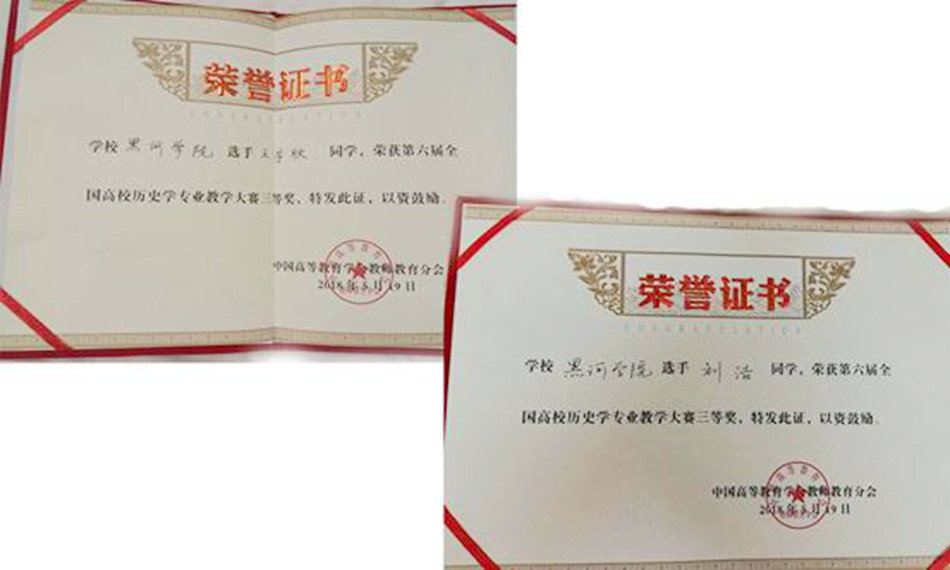 荣誉证书
CONGRATULATION
学校 黑河学院 选手 王学欣 同学，荣获第六届全
国高校历史学专业教学大赛三等奖，特发此证，以资鼓励。
中国高等教育学会教师教育分会
2018年5月19日
荣誉证书
CONGRATULATION
学校 黑河学院 选手 刘浩 同学，荣获第六届全
国高校历史学专业教学大赛三等奖，特发此证，以资鼓励。
中国高等教育学会教师教育分会
2018年5月19日